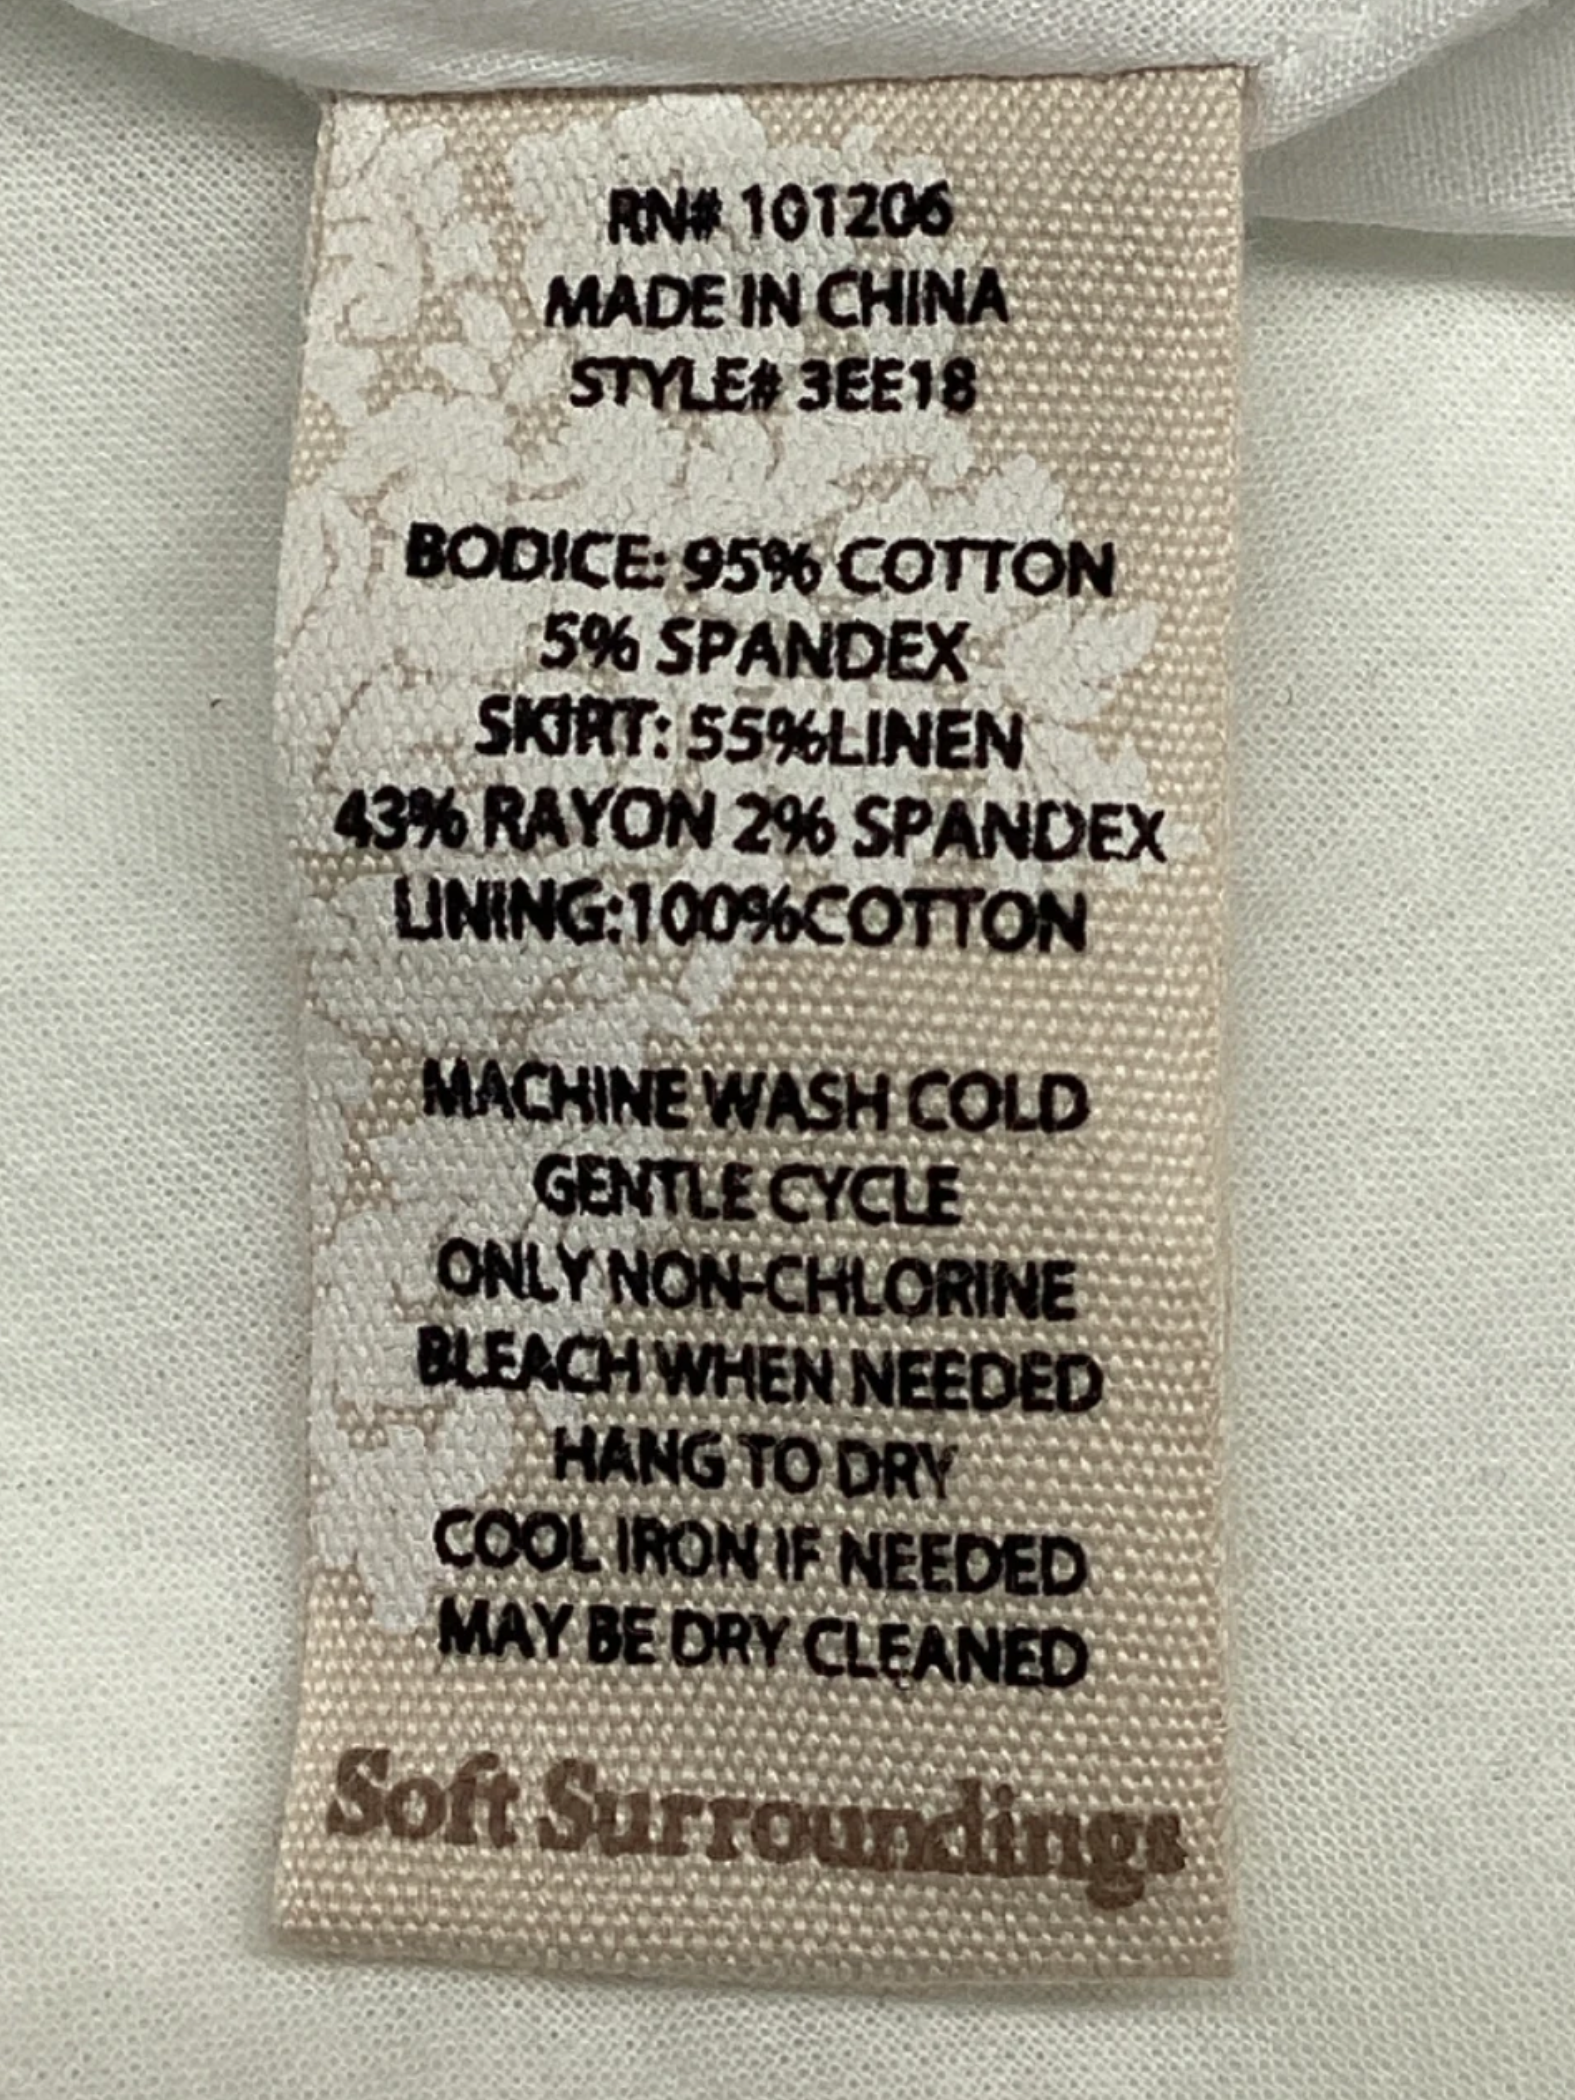 RN# 101206
MADE IN CHINA
STYLE# 3EE18
BODICE: 95% COTTON
5% SPANDEX
SKIRT: 55%LINEN
43% RAYON 2% SPANDEX
LINING:100%COTTON
MACHINE WASH COLD
GENTLE CYCLE
ONLY NON-CHLORINE
BLEACH WHEN NEEDED
HANG TO DRY
COOL IRON IF NEEDED
MAY BE DRY CLEANED
Soft Surroundings